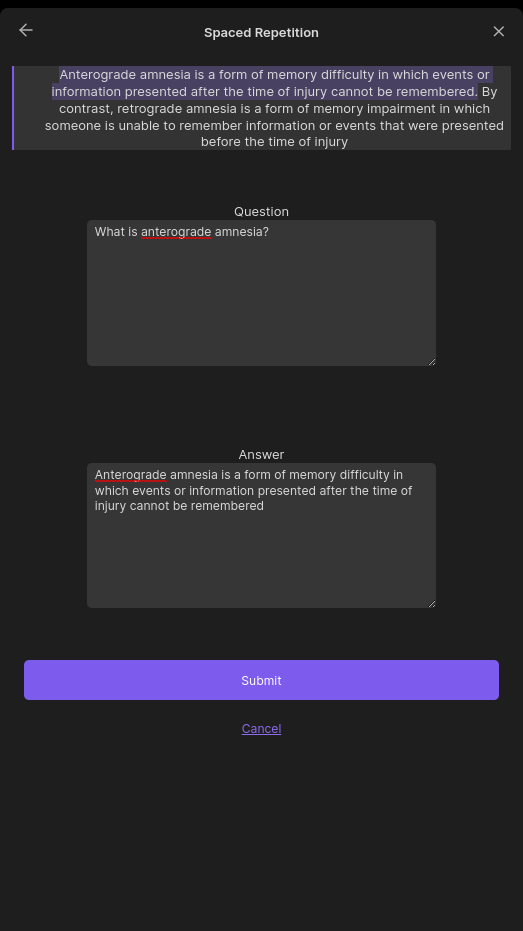 Spaced Repetition
Anterograde amnesia is a form of memory difficulty in which events or
information presented after the time of injury cannot be remembered. By
contrast, retrograde amnesia is a form of memory impairment in which
someone is unable to remember information or events that were presented
before the time of injury
Question
What is anterograde amnesia?
Answer
Anterograde amnesia is a form of memory difficulty in
which events or information presented after the time of
injury cannot be remembered
Submit
Cancel